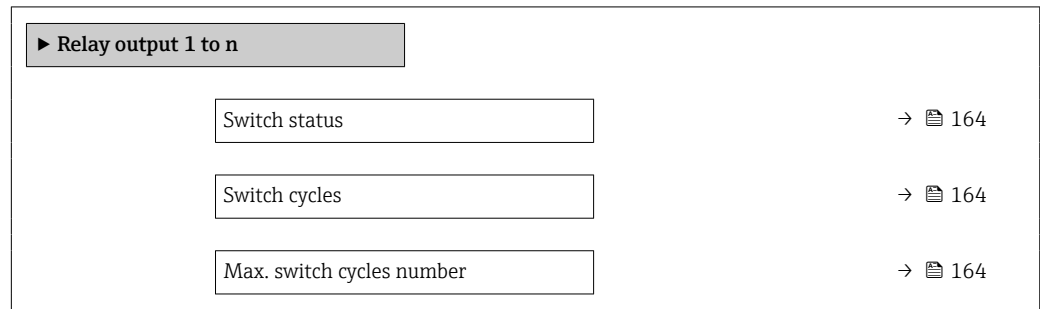 ▶ Relay output 1 to n
Switch status → 164
Switch cycles → 164
Max. switch cycles number → 164